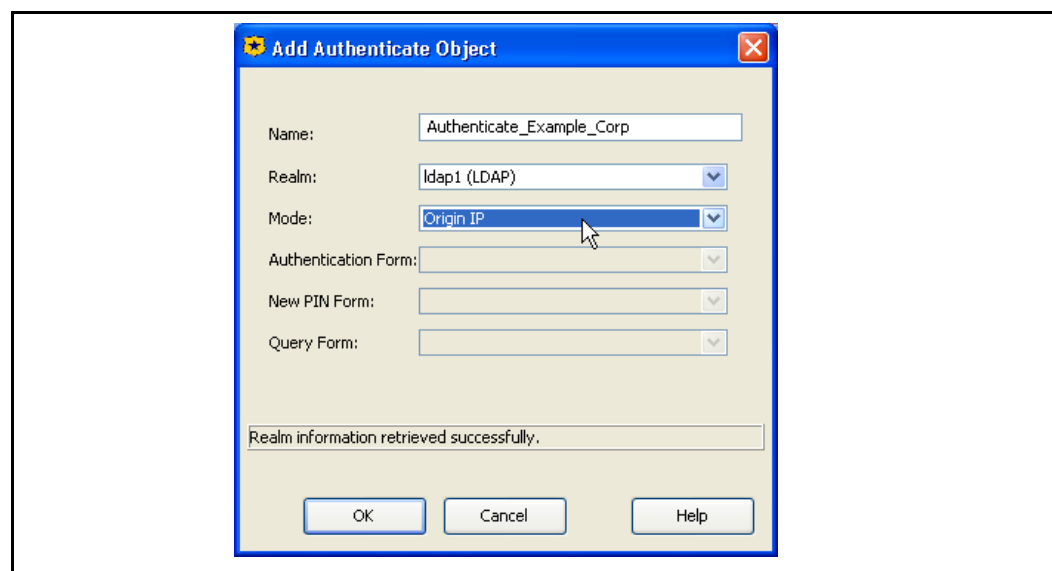 Add Authenticate Object
Name: Authenticate_Example_Corp
Realm: ldap1 (LDAP)
Mode: Origin IP
Authentication Form:
New PIN Form:
Query Form:
Realm information retrieved successfully.
OK Cancel Help